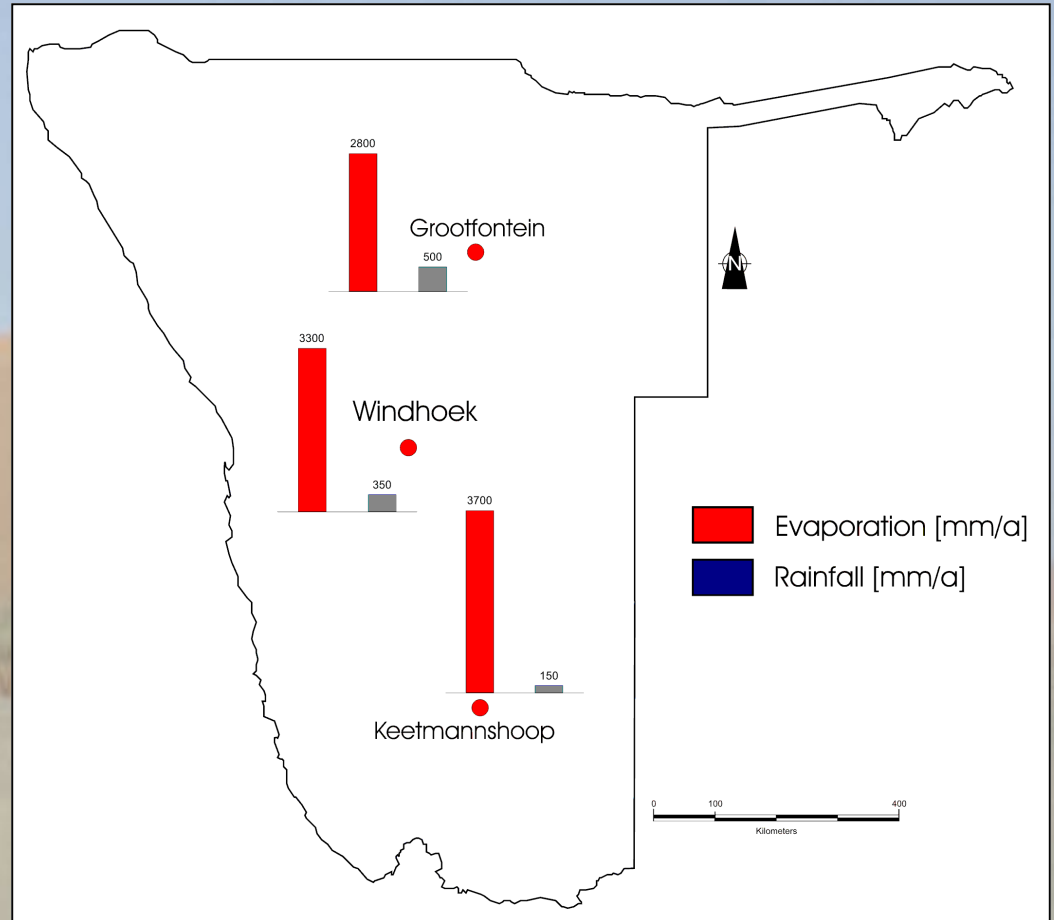 2800
Grootfontein
500
3300
Windhoek
350
3700
150
Keetmannshoop
N
Evaporation [mm/a]
Rainfall [mm/a]
0 100 400
Kilometers